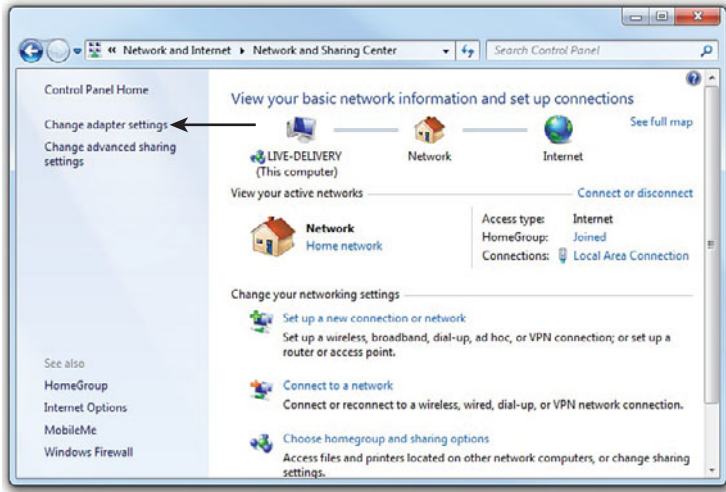 « Network and Internet ▸ Network and Sharing Center
Search Control Panel
Control Panel Home
Change adapter settings
Change advanced sharing
settings
See also
HomeGroup
Internet Options
MobileMe
Windows Firewall
View your basic network information and set up connections
See full map
LIVE-DELIVERY
(This computer)
Network
Internet
View your active networks
Connect or disconnect
Network
Home network
Access type: Internet
HomeGroup: Joined
Connections: Local Area Connection
Change your networking settings
Set up a new connection or network
Set up a wireless, broadband, dial-up, ad hoc, or VPN connection; or set up a
router or access point.
Connect to a network
Connect or reconnect to a wireless, wired, dial-up, or VPN network connection.
Choose homegroup and sharing options
Access files and printers located on other network computers, or change sharing
settings.